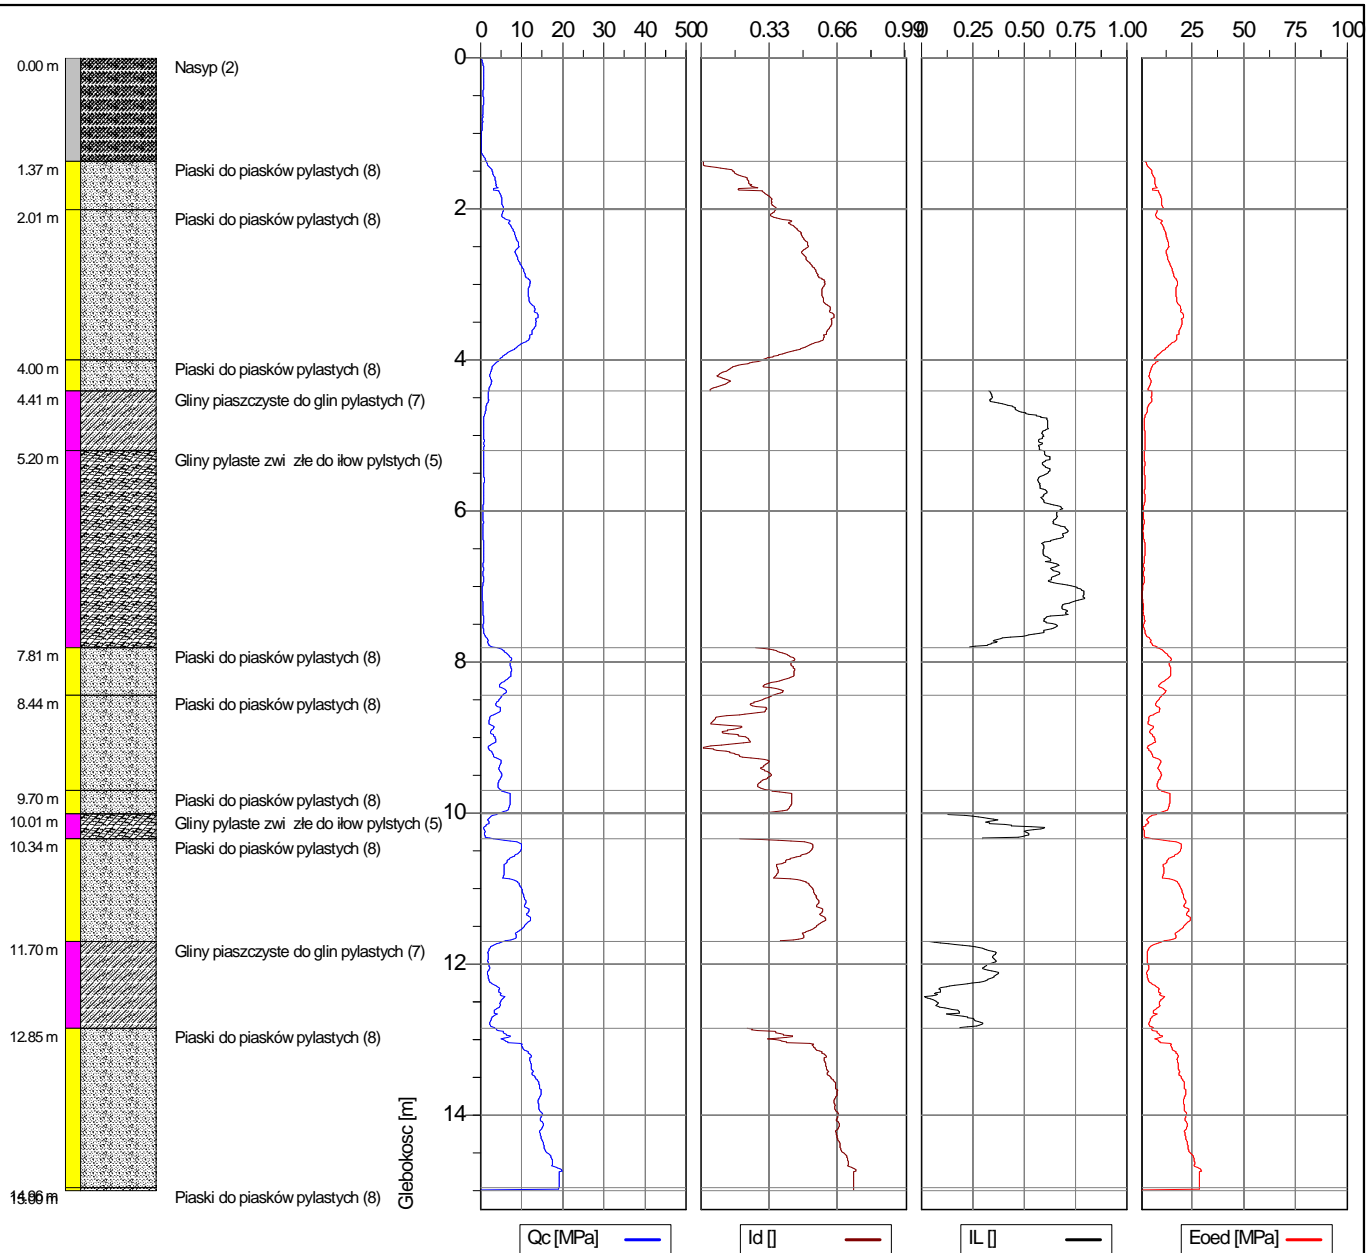 0 10 20 30 40 50
0 0.33 0.66 0.99
0 0.25 0.50 0.75 1.00
0 25 50 75 100
0
0.00 m Nasyp (2)
1.37 m Piaski do piasków pylastych (8)
2
2.01 m Piaski do piasków pylastych (8)
4
4.00 m Piaski do piasków pylastych (8)
4.41 m Gliny piaszczyste do glin pylastych (7)
5.20 m Gliny pylaste zwi złe do iłow pylstych (5)
6
7.81 m Piaski do piasków pylastych (8)
8
8.44 m Piaski do piasków pylastych (8)
9.70 m Piaski do piasków pylastych (8)
10
10.01 m Gliny pylaste zwi złe do iłow pylstych (5)
10.34 m Piaski do piasków pylastych (8)
11.70 m Gliny piaszczyste do glin pylastych (7)
12
12.85 m Piaski do piasków pylastych (8)
14
Piaski do piasków pylastych (8)
Glebokosc [m]
Qc [MPa]
Id []
IL []
Eoed [MPa]